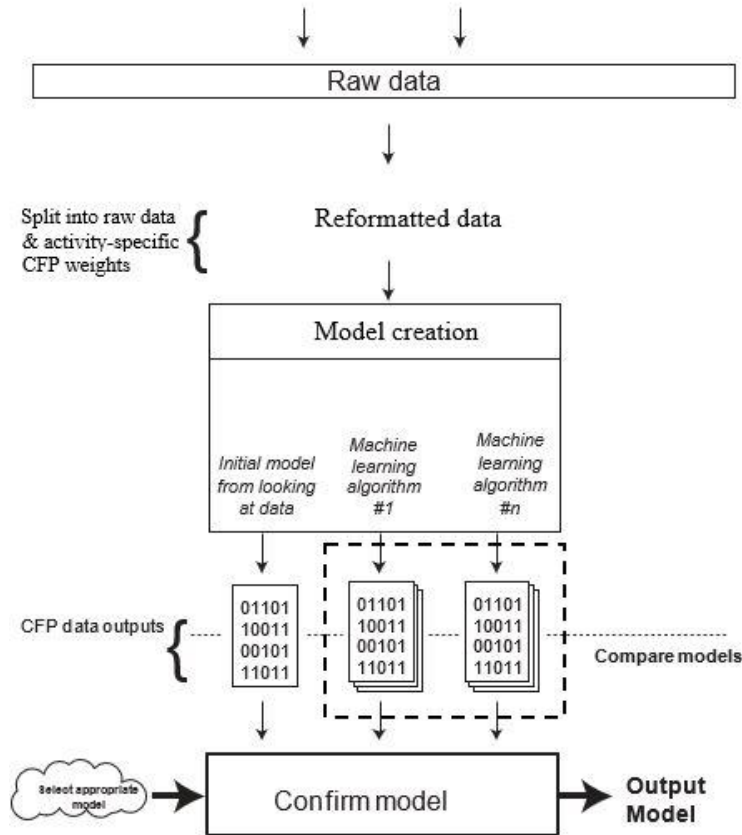 Raw data
Split into raw data
& activity-specific
CFP weights
Reformatted data
Model creation
Initial model
from looking
at data
Machine
learning
algorithm
#1
Machine
learning
algorithm
#n
CFP data outputs
01101
10011
00101
11011
01101
10011
00101
11011
01101
10011
00101
11011
Compare models
Select appropriate
model
Confirm model
Output
Model